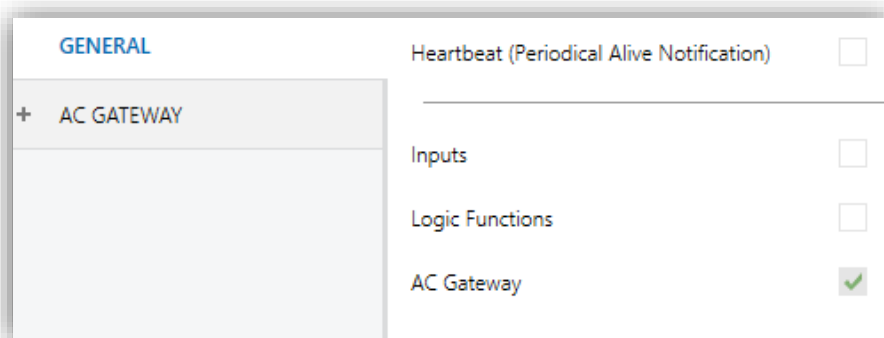 GENERAL
AC GATEWAY
Heartbeat (Periodical Alive Notification)
Inputs
Logic Functions
AC Gateway